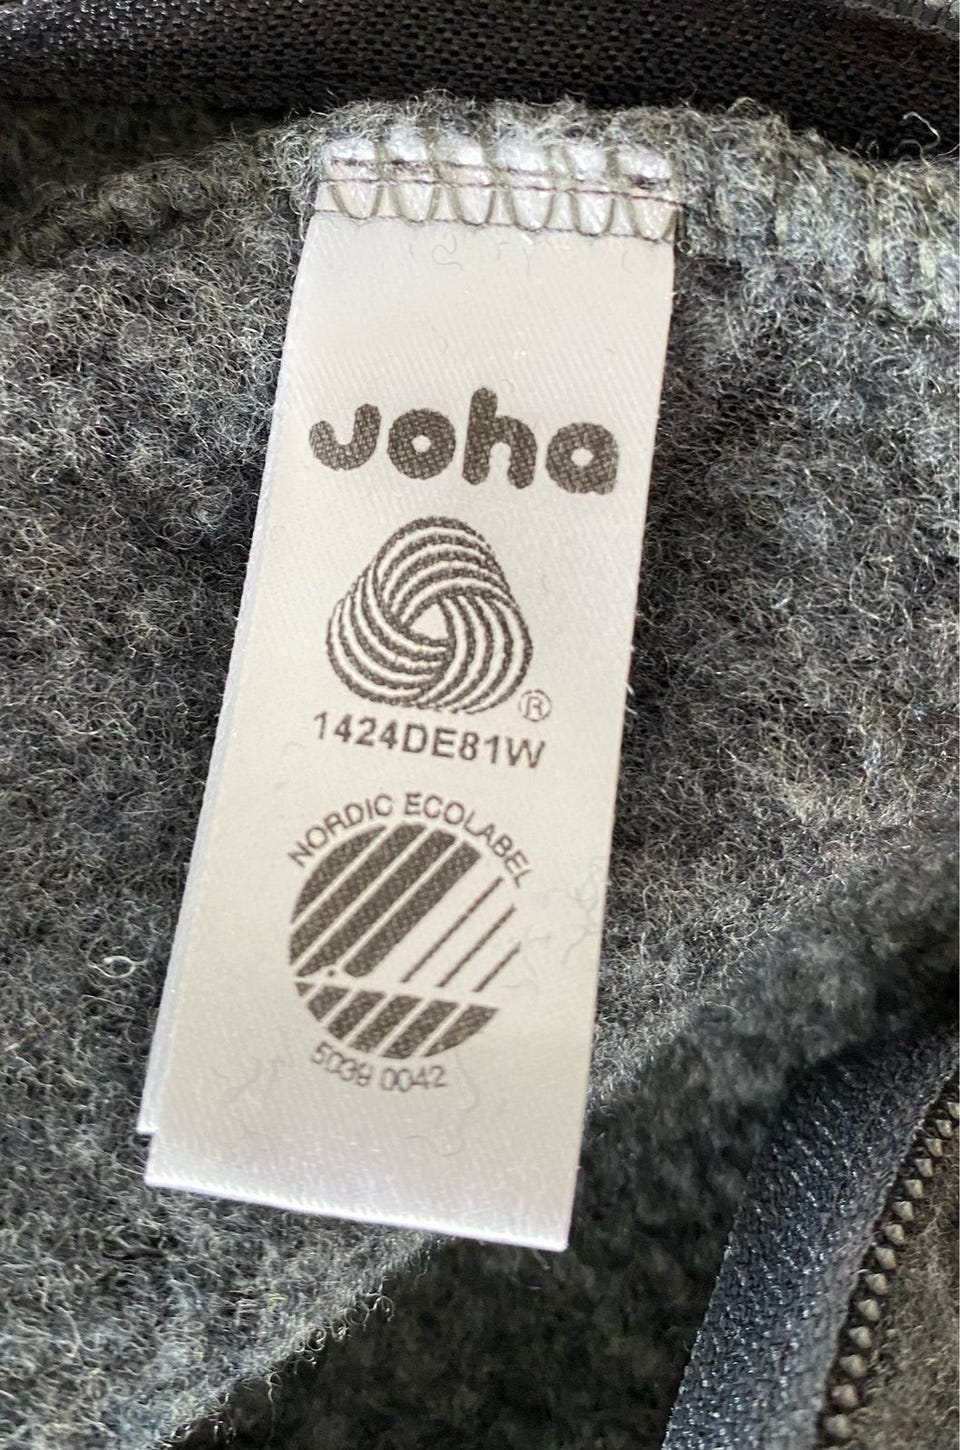 joha
®
1424DE81W
NORDIC ECOLABEL
5039 0042